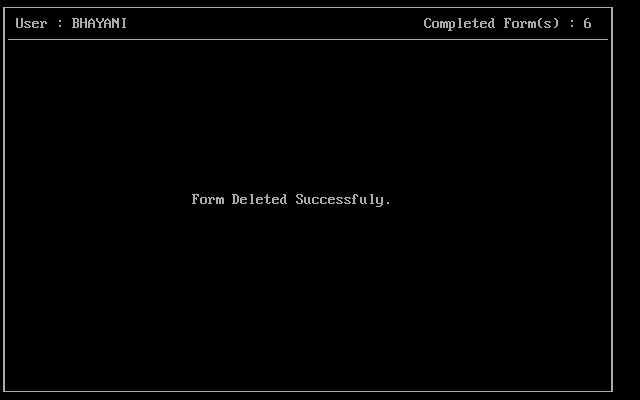 User : BHAYANI Completed Form(s) : 6
Form Deleted Successfuly.